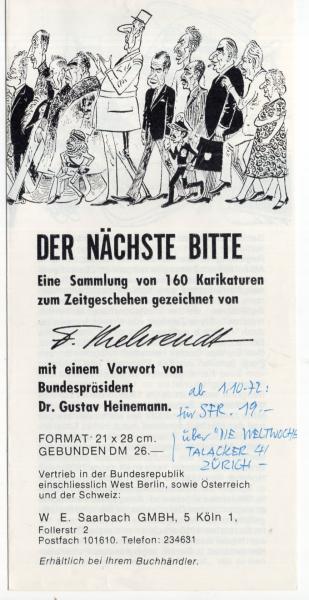 DER NÄCHSTE BITTE
Eine Sammlung von 160 Karikaturen
zum Zeitgeschehen gezeichnet von
F. Behrendt
mit einem Vorwort von
Bundespräsident
Dr. Gustav Heinemann.
ab 1.10-72:
für SFR. 19.-
über "DIE WELTWOCHE
TALACKER 41
ZÜRICH -
FORMAT 21 x 28 cm.
GEBUNDEN DM 26.—
Vertrieb in der Bundesrepublik
einschliesslich West Berlin, sowie Österreich
und der Schweiz:
W E. Saarbach GMBH, 5 Köln 1,
Follerstr 2
Postfach 101610. Telefon: 234631
Erhältlich bei Ihrem Buchhändler.